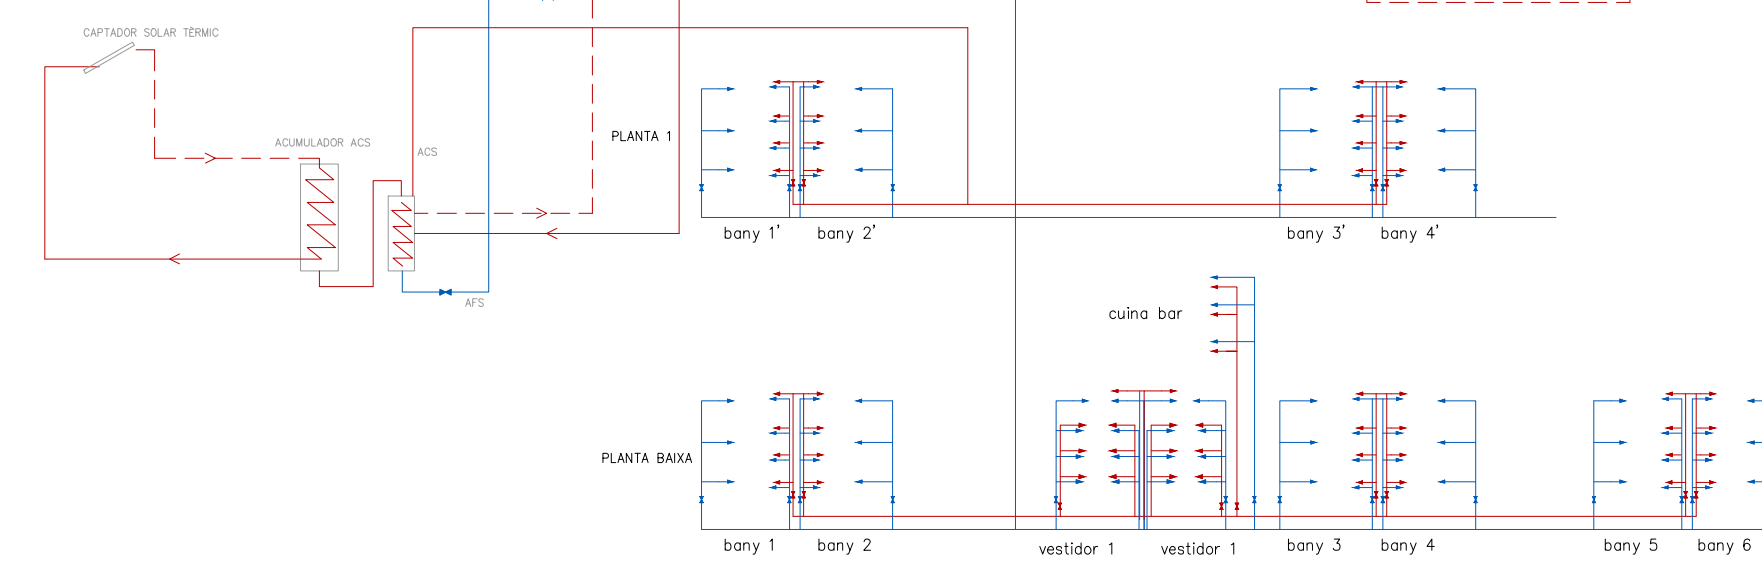 CAPTADOR SOLAR TÈRMIC
ACUMULADOR ACS
ACS
PLANTA 1
bany 1' bany 2' bany 3' bany 4'
AFS
cuina bar
PLANTA BAIXA
bany 1 bany 2 vestidor 1 vestidor 1 bany 3 bany 4 bany 5 bany 6